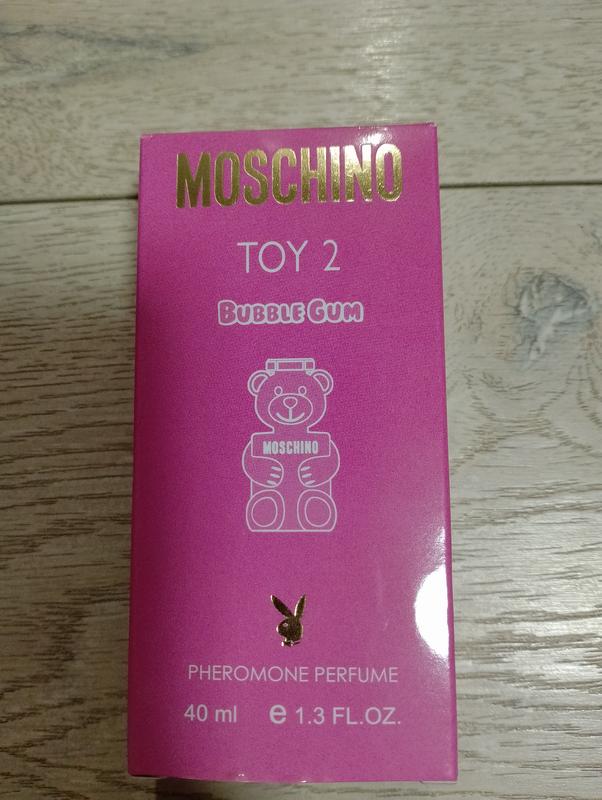 MOSCHINO
TOY 2
BUBBLE GUM
MOSCHINO
PHEROMONE PERFUME
40 ml ℮ 1.3 FL.OZ.